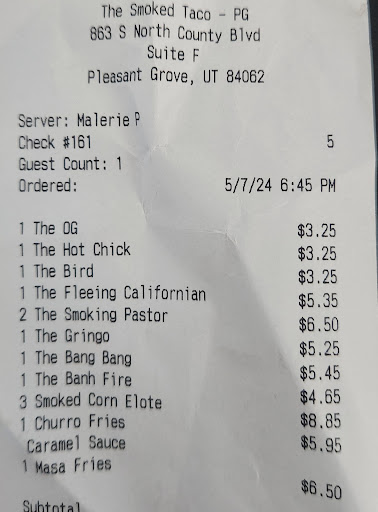 The Smoked Taco - PG
863 S North County Blvd
Suite F
Pleasant Grove, UT 84062
Server: Malerie P
Check #161 5
Guest Count: 1
Ordered: 5/7/24 6:45 PM
1 The OG $3.25
1 The Hot Chick $3.25
1 The Bird $3.25
1 The Fleeing Californian $5.35
2 The Smoking Pastor $6.50
1 The Gringo $5.25
1 The Bang Bang $5.45
1 The Banh Fire $4.65
3 Smoked Corn Elote $8.85
1 Churro Fries $5.95
Caramel Sauce
1 Masa Fries $6.50
Subtotal